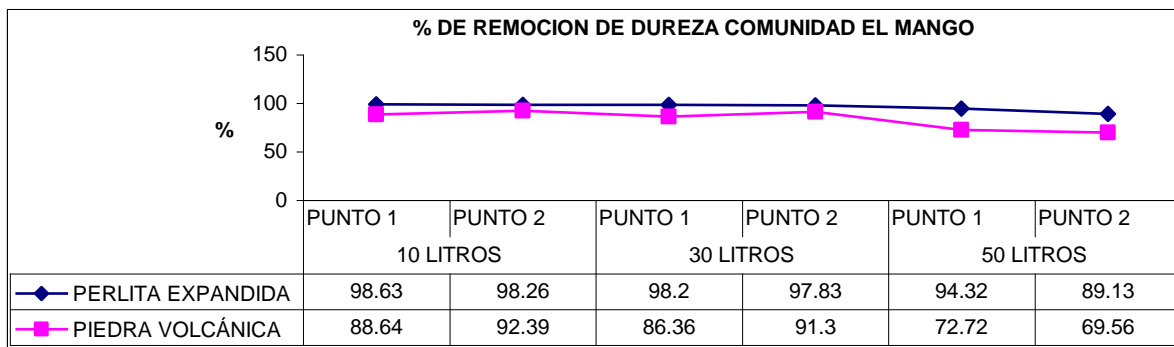 % DE REMOCION DE DUREZA COMUNIDAD EL MANGO
150
100
%
50
0
PUNTO 1 PUNTO 2 PUNTO 1 PUNTO 2 PUNTO 1 PUNTO 2
10 LITROS 30 LITROS 50 LITROS
PERLITA EXPANDIDA 98.63 98.26 98.2 97.83 94.32 89.13
PIEDRA VOLCÁNICA 88.64 92.39 86.36 91.3 72.72 69.56